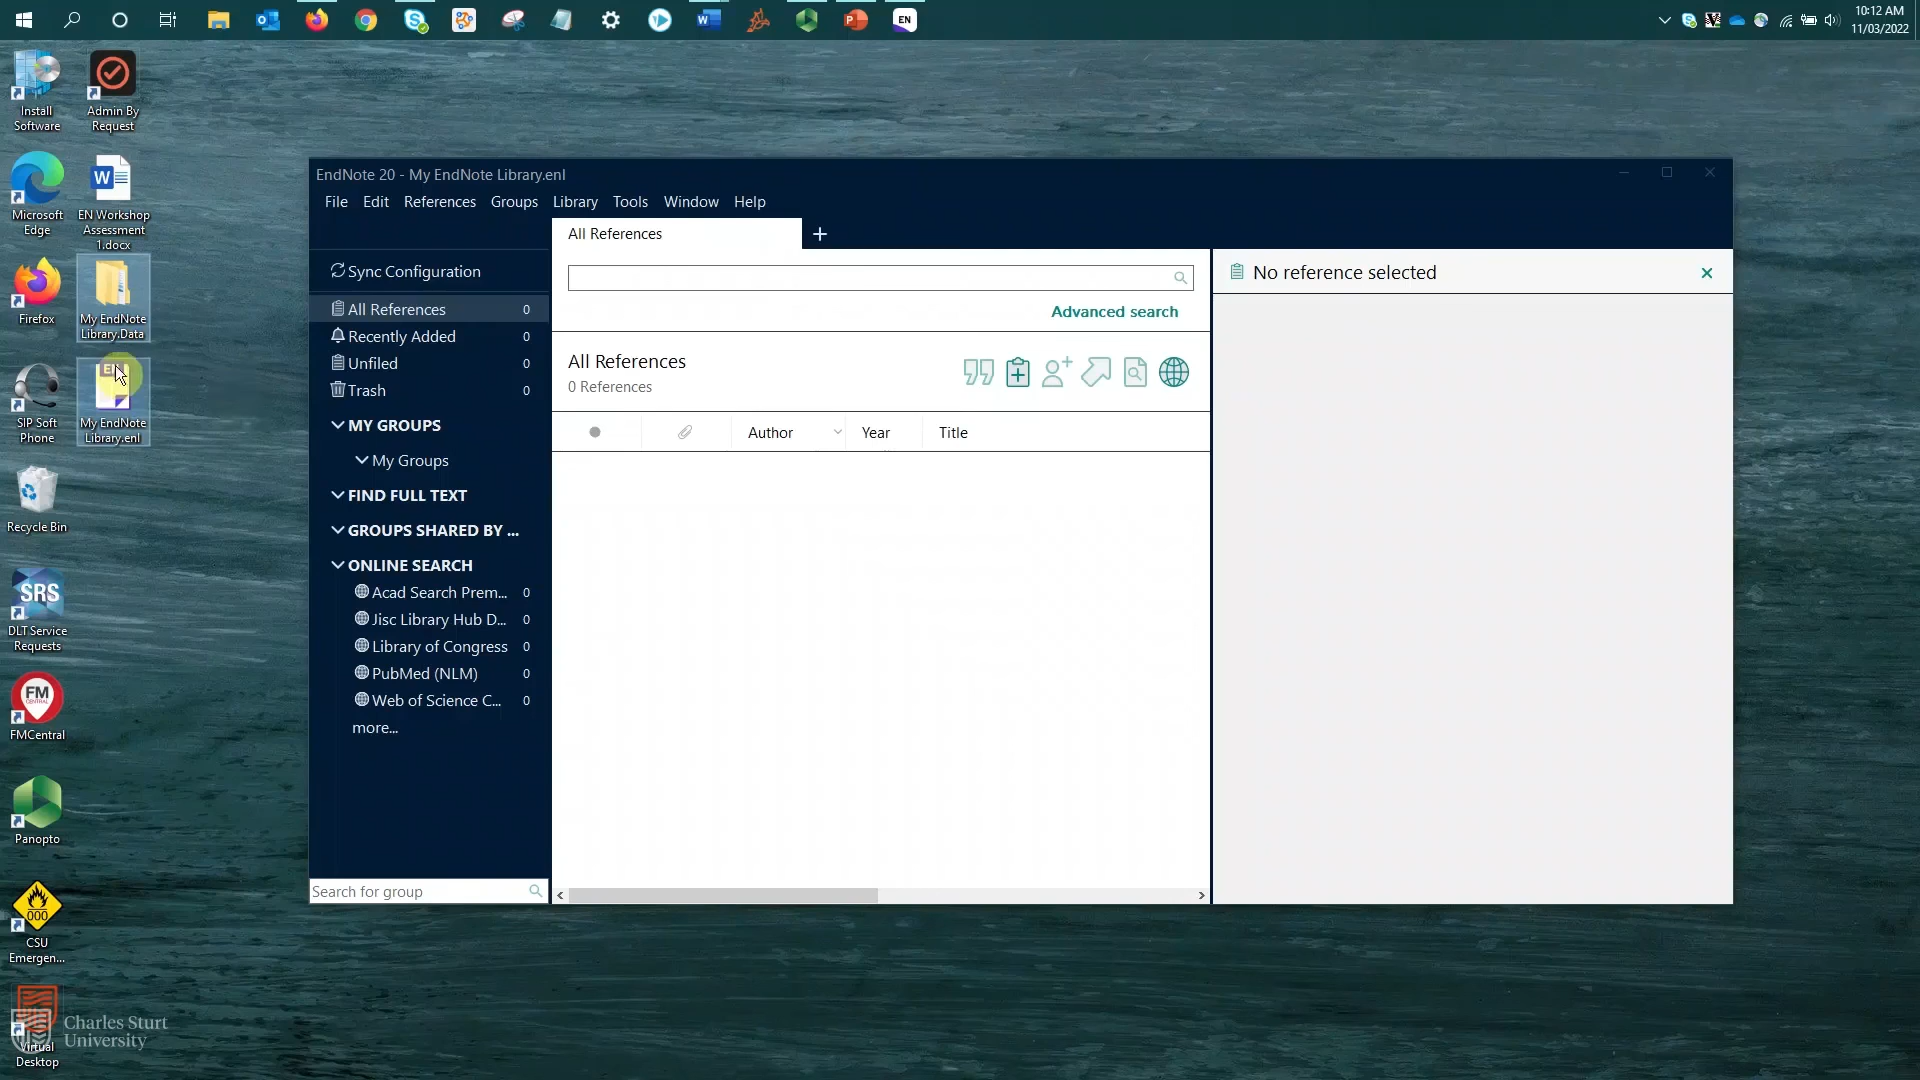 10:12 AM
11/03/2022
Install
Software
Admin By
Request
Microsoft
Edge
EN Workshop
Assessment
1.docx
Firefox
My EndNote
Library.Data
SIP Soft
Phone
My EndNote
Library.enl
Recycle Bin
SRS
DLT Service
Requests
FM
CENTRAL
FMCentral
Panopto
000
CSU
Emergen...
Charles Sturt
University
Virtual
Desktop
EN
EndNote 20 - My EndNote Library.enl
File Edit References Groups Library Tools Window Help
All References
Sync Configuration
All References 0
Recently Added 0
Unfiled 0
Trash 0
MY GROUPS
My Groups
FIND FULL TEXT
GROUPS SHARED BY ...
ONLINE SEARCH
Acad Search Prem... 0
Jisc Library Hub D... 0
Library of Congress 0
PubMed (NLM) 0
Web of Science C... 0
more...
Search for group
Advanced search
All References
0 References
Author Year Title
No reference selected